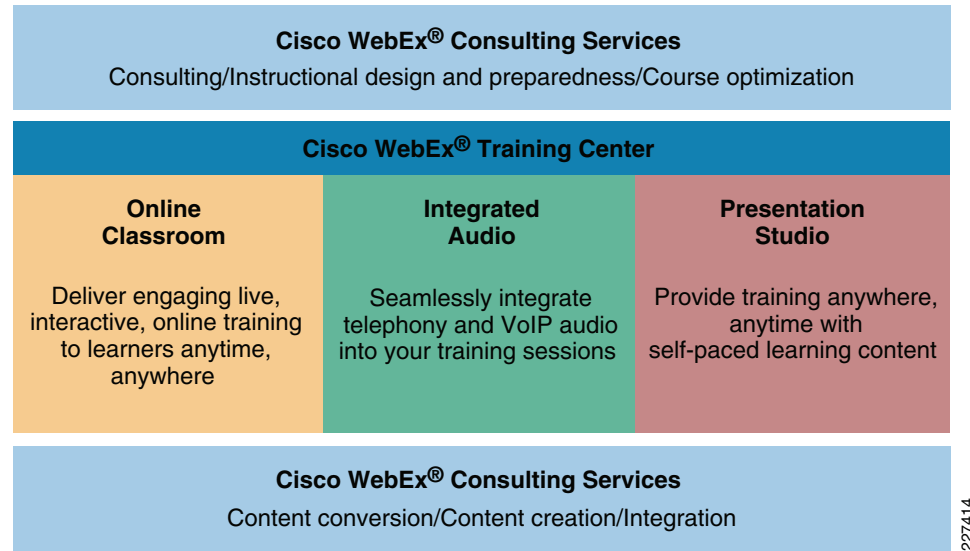 Cisco WebEx® Consulting Services
Consulting/Instructional design and preparedness/Course optimization
Cisco WebEx® Training Center
Online
Classroom
Deliver engaging live,
interactive, online training
to learners anytime,
anywhere
Integrated
Audio
Seamlessly integrate
telephony and VoIP audio
into your training sessions
Presentation
Studio
Provide training anywhere,
anytime with
self-paced learning content
Cisco WebEx® Consulting Services
Content conversion/Content creation/Integration
227414